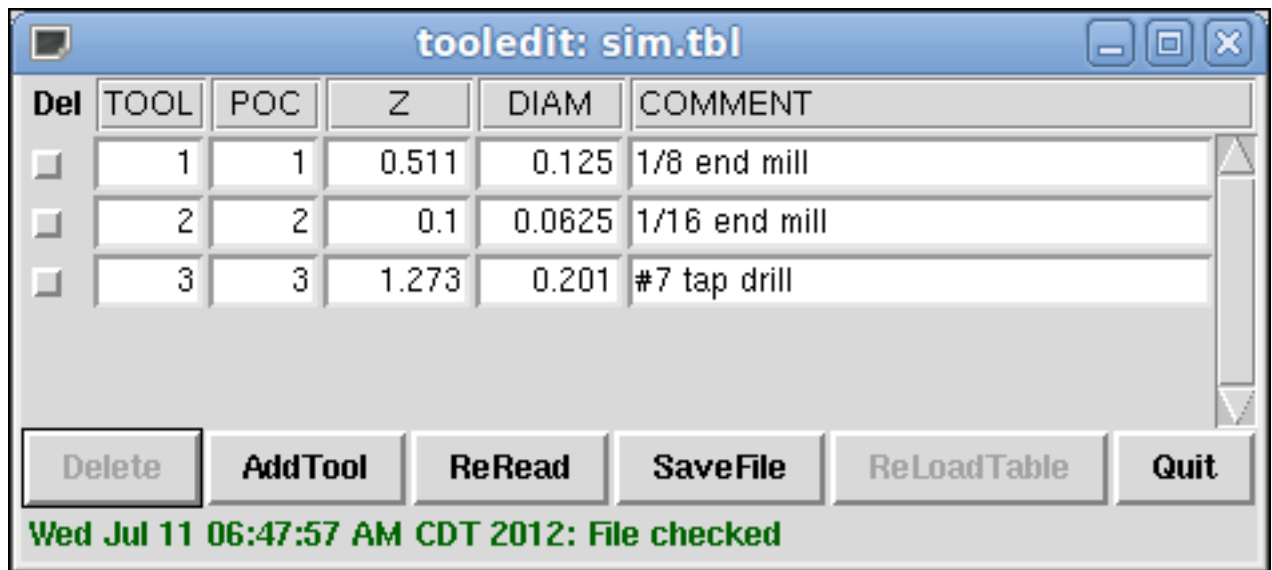 tooledit: sim.tbl
Del TOOL POC Z DIAM COMMENT
1 1 0.511 0.125 1/8 end mill
2 2 0.1 0.0625 1/16 end mill
3 3 1.273 0.201 #7 tap drill
Delete AddTool ReRead SaveFile ReLoadTable Quit
Wed Jul 11 06:47:57 AM CDT 2012: File checked